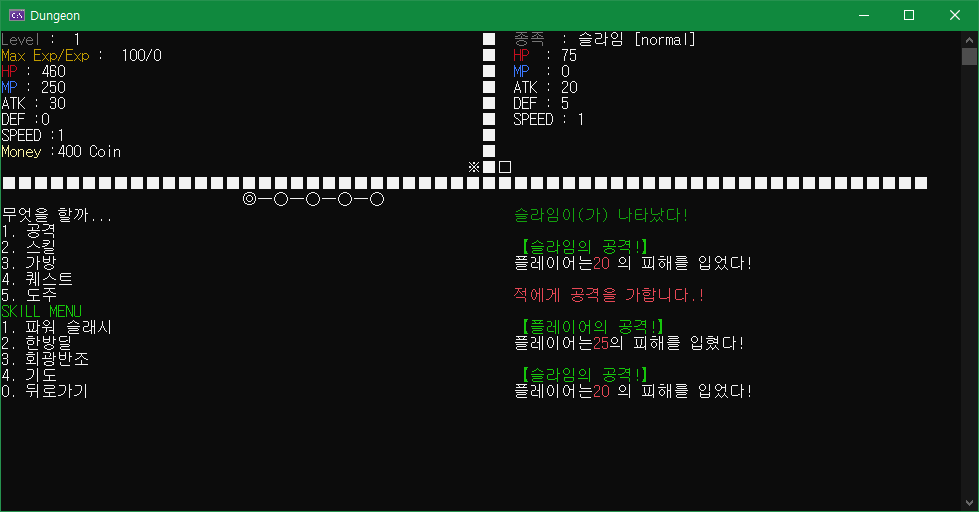 Dungeon
Level :  1
Max Exp/Exp :  100/0
HP : 460
MP : 250
ATK : 30
DEF :0
SPEED :1
Money :400 Coin
종족  : 슬라임 [normal]
HP  : 75
MP  : 0
ATK : 20
DEF : 5
SPEED : 1
무엇을 할까...
1. 공격
2. 스킬
3. 가방
4. 퀘스트
5. 도주
SKILL MENU
1. 파워 슬래시
2. 한방딜
3. 회광반조
4. 기도
0. 뒤로가기
슬라임이(가) 나타났다!
【슬라임의 공격!】
플레이어는20 의 피해를 입었다!
적에게 공격을 가합니다.!
【플레이어의 공격!】
플레이어는25의 피해를 입혔다!
【슬라임의 공격!】
플레이어는20 의 피해를 입었다!